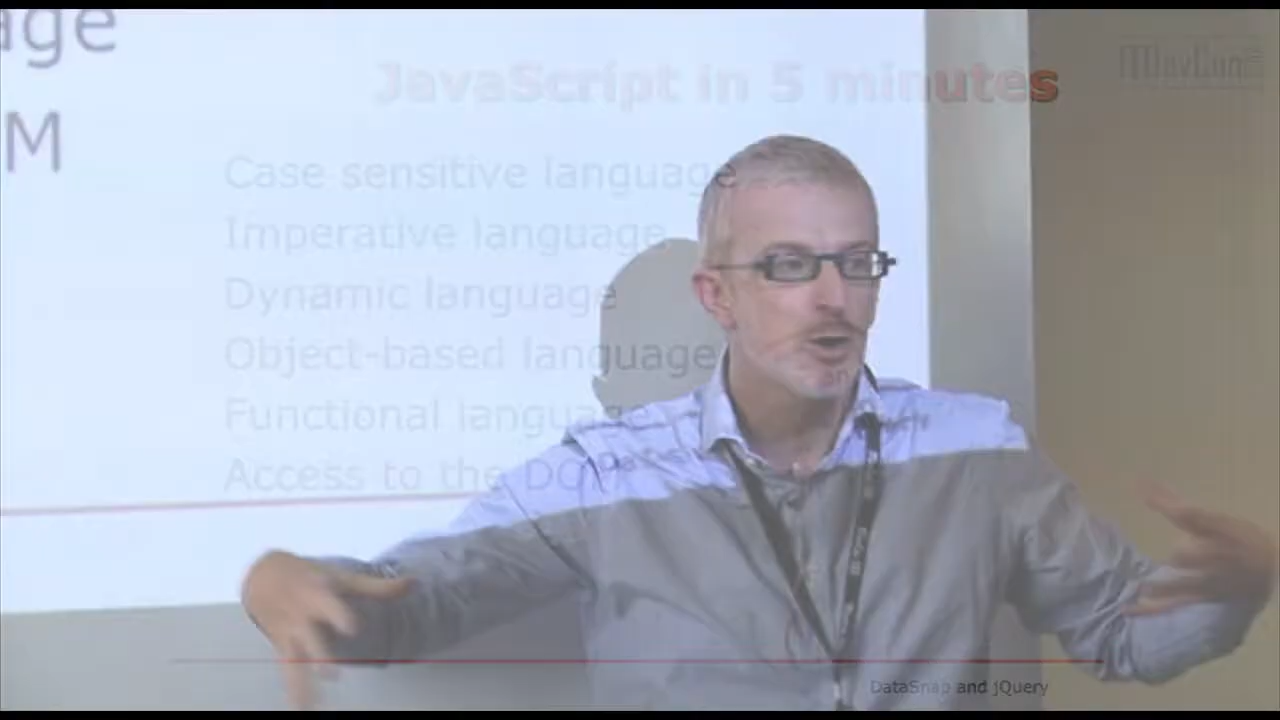 age
M
JavaScript in 5 minutes
ITDevCon
Case sensitive language
Imperative language
Dynamic language
Object-based language
Functional language
Access to the DOM
DataSnap and jQuery